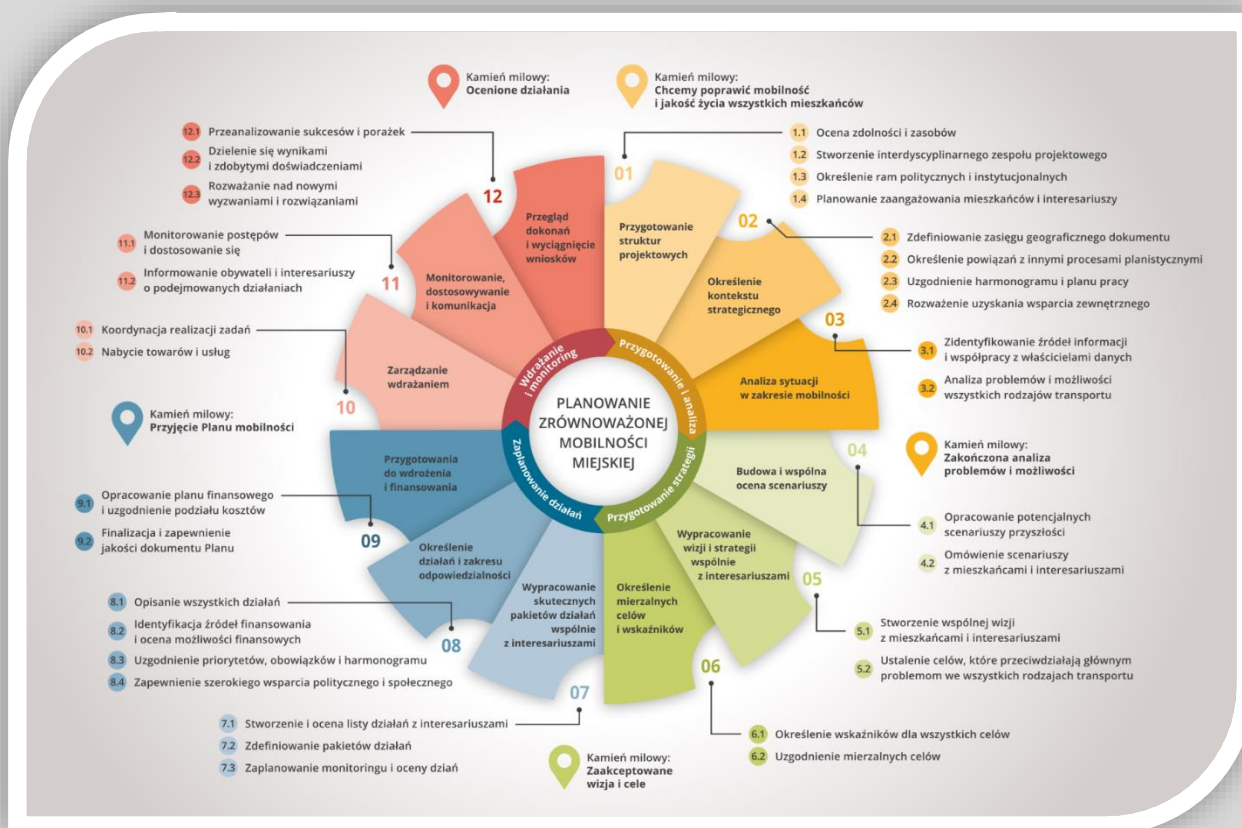 Kamień milowy:
Ocenione działania
Kamień milowy:
Chcemy poprawić mobilność
i jakość życia wszystkich mieszkańców
12.1 Przeanalizowanie sukcesów i porażek
12.2 Dzielenie się wynikami
i zdobytymi doświadczeniami
12.3 Rozważanie nad nowymi
wyzwaniami i rozwiązaniami
1.1 Ocena zdolności i zasobów
1.2 Stworzenie interdyscyplinarnego zespołu projektowego
1.3 Określenie ram politycznych i instytucjonalnych
1.4 Planowanie zaangażowania mieszkańców i interesariuszy
11.1 Monitorowanie postępów
i dostosowanie się
11.2 Informowanie obywateli i interesariuszy
o podejmowanych działaniach
2.1 Zdefiniowanie zasięgu geograficznego dokumentu
2.2 Określenie powiązań z innymi procesami planistycznymi
2.3 Uzgodnienie harmonogramu i planu pracy
2.4 Rozważenie uzyskania wsparcia zewnętrznego
10.1 Koordynacja realizacji zadań
10.2 Nabycie towarów i usług
3.1 Zidentyfikowanie źródeł informacji
i współpracy z właścicielami danych
3.2 Analiza problemów i możliwości
wszystkich rodzajów transportu
Kamień milowy:
Przyjęcie Planu mobilności
Kamień milowy:
Zakończona analiza
problemów i możliwości
9.1 Opracowanie planu finansowego
i uzgodnienie podziału kosztów
9.2 Finalizacja i zapewnienie
jakości dokumentu Planu
4.1 Opracowanie potencjalnych
scenariuszy przyszłości
4.2 Omówienie scenariuszy
z mieszkańcami i interesariuszami
8.1 Opisanie wszystkich działań
8.2 Identyfikacja źródeł finansowania
i ocena możliwości finansowych
8.3 Uzgodnienie priorytetów, obowiązków i harmonogramu
8.4 Zapewnienie szerokiego wsparcia politycznego i społecznego
5.1 Stworzenie wspólnej wizji
z mieszkańcami i interesariuszami
5.2 Ustalenie celów, które przeciwdziałają głównym
problemom we wszystkich rodzajach transportu
7.1 Stworzenie i ocena listy działań z interesariuszami
7.2 Zdefiniowanie pakietów działań
7.3 Zaplanowanie monitoringu i oceny dziań
Kamień milowy:
Zaakceptowane
wizja i cele
6.1 Określenie wskaźników dla wszystkich celów
6.2 Uzgodnienie mierzalnych celów
01
Przygotowanie
struktur
projektowych
02
Określenie
kontekstu
strategicznego
03
Analiza sytuacji
w zakresie mobilności
04
Budowa i wspólna
ocena scenariuszy
05
Wypracowanie
wizji i strategii
wspólnie
z interesariuszami
06
Określenie
mierzalnych
celów
i wskaźników
07
Wypracowanie
skutecznych
pakietów działań
wspólnie
z interesariuszami
08
Określenie
działań i zakresu
odpowiedzialności
09
Przygotowania
do wdrożenia
i finansowania
10
Zarządzanie
wdrażaniem
11
Monitorowanie,
dostosowywanie
i komunikacja
12
Przegląd
dokonań
i wyciągnięcie
wniosków
Przygotowanie i analiza
Przygotowanie strategii
Zaplanowanie działań
Wdrażanie
i monitoring
PLANOWANIE
ZRÓWNOWAŻONEJ
MOBILNOŚCI
MIEJSKIEJ